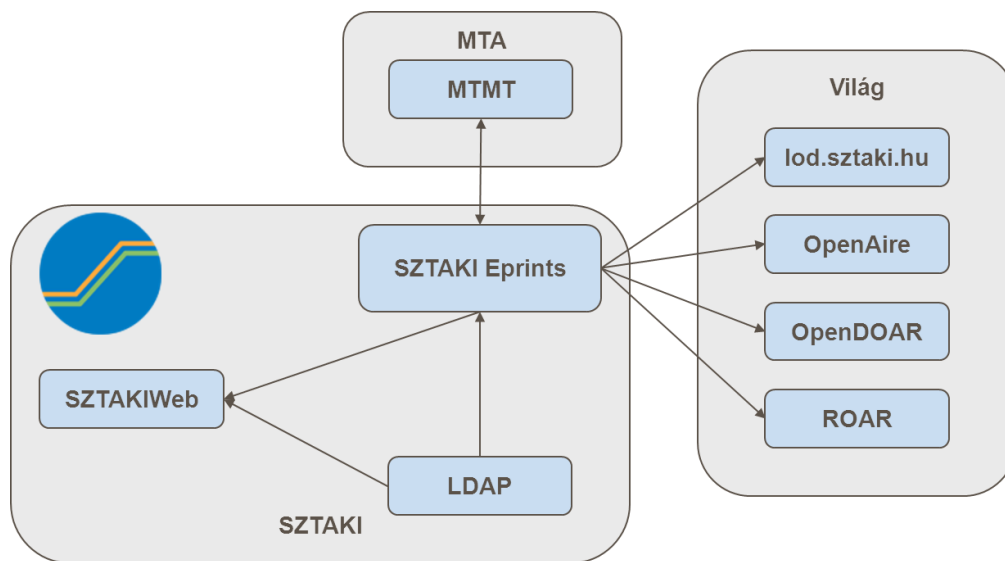 MTA
MTMT
Világ
lod.sztaki.hu
OpenAire
OpenDOAR
ROAR
SZTAKI Eprints
SZTAKIWeb
LDAP
SZTAKI